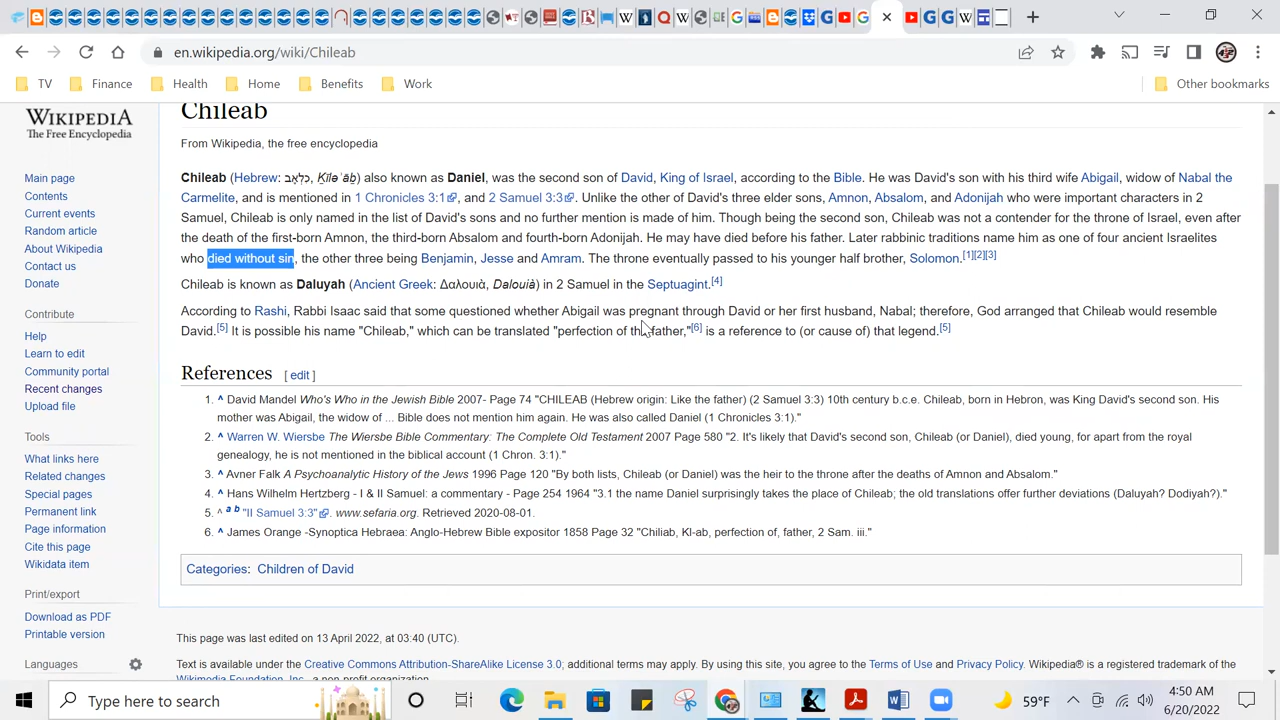 en.wikipedia.org/wiki/Chileab
TV Finance Health Home Benefits Work Other bookmarks
WIKIPEDIA
The Free Encyclopedia
Main page
Contents
Current events
Random article
About Wikipedia
Contact us
Donate
Contribute
Help
Learn to edit
Community portal
Recent changes
Upload file
Tools
What links here
Related changes
Special pages
Permanent link
Page information
Cite this page
Wikidata item
Print/export
Download as PDF
Printable version
Languages
Chileab
From Wikipedia, the free encyclopedia
Chileab (Hebrew: כִלְאָב, Ḵīləʾāḇ) also known as Daniel, was the second son of David, King of Israel, according to the Bible. He was David's son with his third wife Abigail, widow of Nabal the
Carmelite, and is mentioned in 1 Chronicles 3:1, and 2 Samuel 3:3. Unlike the other of David's three elder sons, Amnon, Absalom, and Adonijah who were important characters in 2
Samuel, Chileab is only named in the list of David's sons and no further mention is made of him. Though being the second son, Chileab was not a contender for the throne of Israel, even after
the death of the first-born Amnon, the third-born Absalom and fourth-born Adonijah. He may have died before his father. Later rabbinic traditions name him as one of four ancient Israelites
who died without sin, the other three being Benjamin, Jesse and Amram. The throne eventually passed to his younger half brother, Solomon.[1][2][3]
Chileab is known as Daluyah (Ancient Greek: Δαλουιὰ, Dalouià) in 2 Samuel in the Septuagint.[4]
According to Rashi, Rabbi Isaac said that some questioned whether Abigail was pregnant through David or her first husband, Nabal; therefore, God arranged that Chileab would resemble
David.[5] It is possible his name "Chileab," which can be translated "perfection of the father,"[6] is a reference to (or cause of) that legend.[5]
References [ edit ]
1. ^ David Mandel Who's Who in the Jewish Bible 2007- Page 74 "CHILEAB (Hebrew origin: Like the father) (2 Samuel 3:3) 10th century b.c.e. Chileab, born in Hebron, was King David's second son. His
mother was Abigail, the widow of ... Bible does not mention him again. He was also called Daniel (1 Chronicles 3:1)."
2. ^ Warren W. Wiersbe The Wiersbe Bible Commentary: The Complete Old Testament 2007 Page 580 "2. It's likely that David's second son, Chileab (or Daniel), died young, for apart from the royal
genealogy, he is not mentioned in the biblical account (1 Chron. 3:1)."
3. ^ Avner Falk A Psychoanalytic History of the Jews 1996 Page 120 "By both lists, Chileab (or Daniel) was the heir to the throne after the deaths of Amnon and Absalom."
4. ^ Hans Wilhelm Hertzberg - I & II Samuel: a commentary - Page 254 1964 "3.1 the name Daniel surprisingly takes the place of Chileab; the old translations offer further deviations (Daluyah? Dodiyah?)."
5. ^ a b "II Samuel 3:3". www.sefaria.org. Retrieved 2020-08-01.
6. ^ James Orange -Synoptica Hebraea: Anglo-Hebrew Bible expositor 1858 Page 32 "Chiliab, Kl-ab, perfection of, father, 2 Sam. iii."
Categories: Children of David
This page was last edited on 13 April 2022, at 03:40 (UTC).
Text is available under the Creative Commons Attribution-ShareAlike License 3.0; additional terms may apply. By using this site, you agree to the Terms of Use and Privacy Policy. Wikipedia® is a registered trademark of the
Wikimedia Foundation, Inc., a non-profit organization.
Type here to search
59°F
4:50 AM
6/20/2022